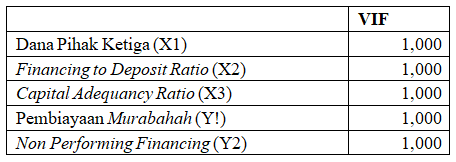 VIF
Dana Pihak Ketiga (X1) 1,000
Financing to Deposit Ratio (X2) 1,000
Capital Adequancy Ratio (X3) 1,000
Pembiayaan Murabahah (Y!) 1,000
Non Performing Financing (Y2) 1,000